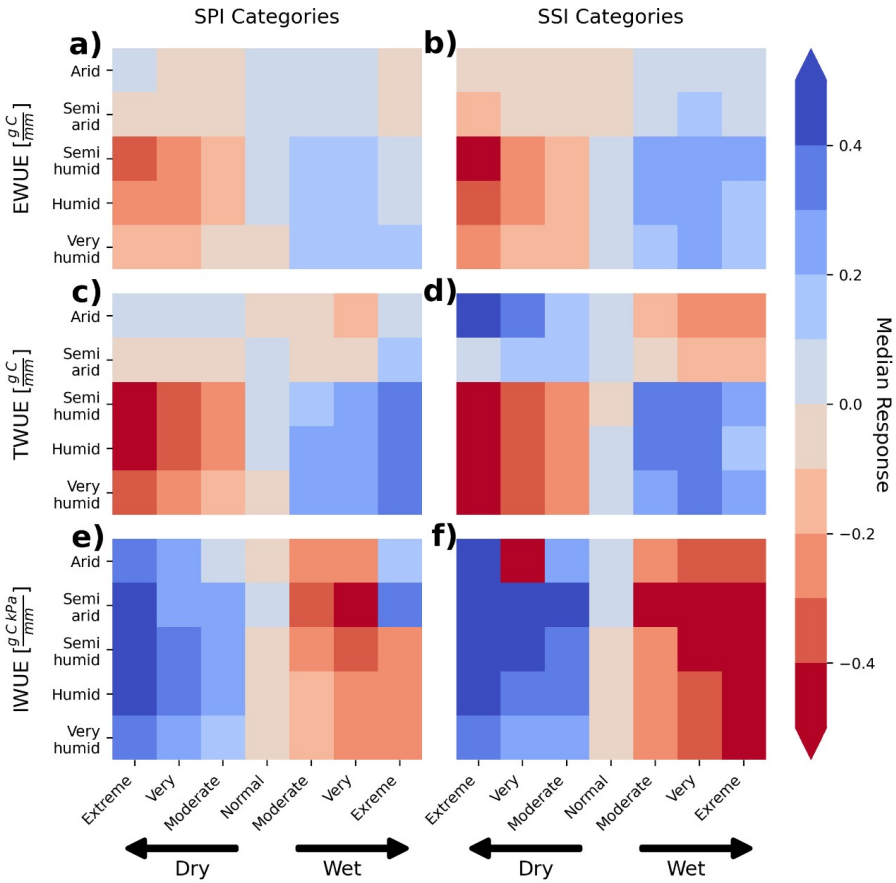 SPI Categories
SSI Categories
a)
b)
EWUE [g C/mm]
Arid
Semi
arid
Semi
humid
Humid
Very
humid
c)
d)
TWUE [g C/mm]
Arid
Semi
arid
Semi
humid
Humid
Very
humid
e)
f)
IWUE [g C kPa/mm]
Arid
Semi
arid
Semi
humid
Humid
Very
humid
Extreme
Very
Moderate
Normal
Moderate
Very
Exreme
Extreme
Very
Moderate
Normal
Moderate
Very
Exreme
Dry
Wet
Dry
Wet
0.4
0.2
0.0
−0.2
−0.4
Median Response